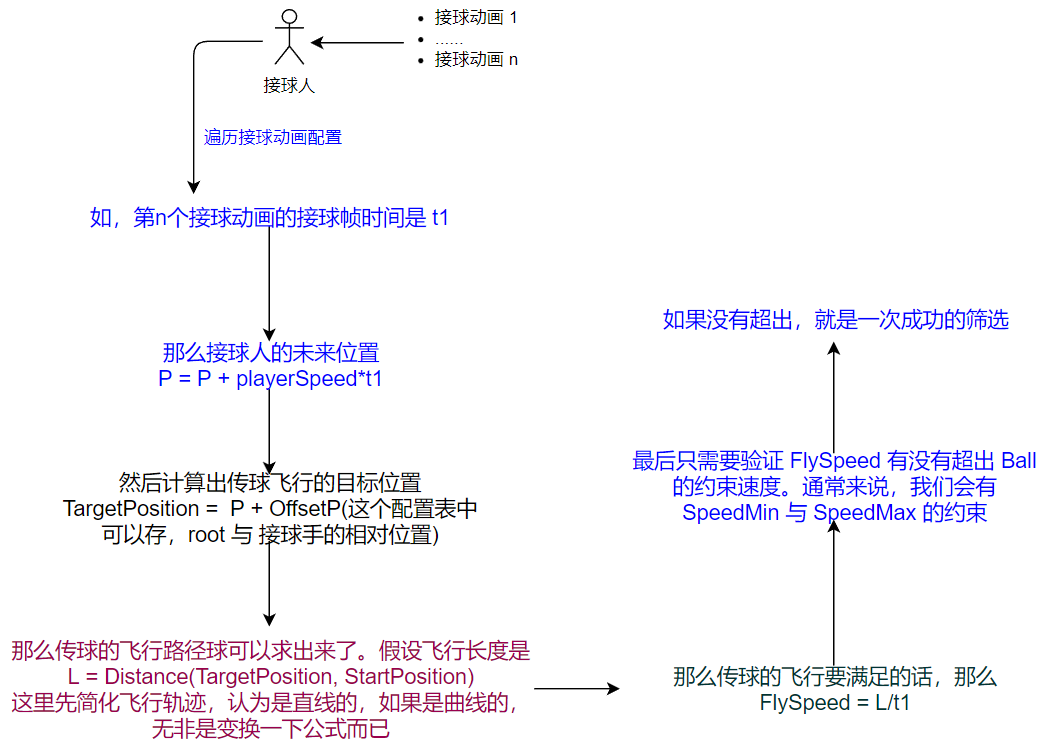 接球动画 1
......
接球动画 n
接球人
遍历接球动画配置
如，第n个接球动画的接球帧时间是 t1
那么接球人的未来位置
P = P + playerSpeed*t1
然后计算出传球飞行的目标位置
TargetPosition = P + OffsetP(这个配置表中
可以存，root 与 接球手的相对位置)
那么传球的飞行路径球可以求出来了。假设飞行长度是
L = Distance(TargetPosition, StartPosition)
这里先简化飞行轨迹，认为是直线的，如果是曲线的，
无非是变换一下公式而已
那么传球的飞行要满足的话，那么
FlySpeed = L/t1
最后只需要验证 FlySpeed 有没有超出 Ball
的约束速度。通常来说，我们会有
SpeedMin 与 SpeedMax 的约束
如果没有超出，就是一次成功的筛选